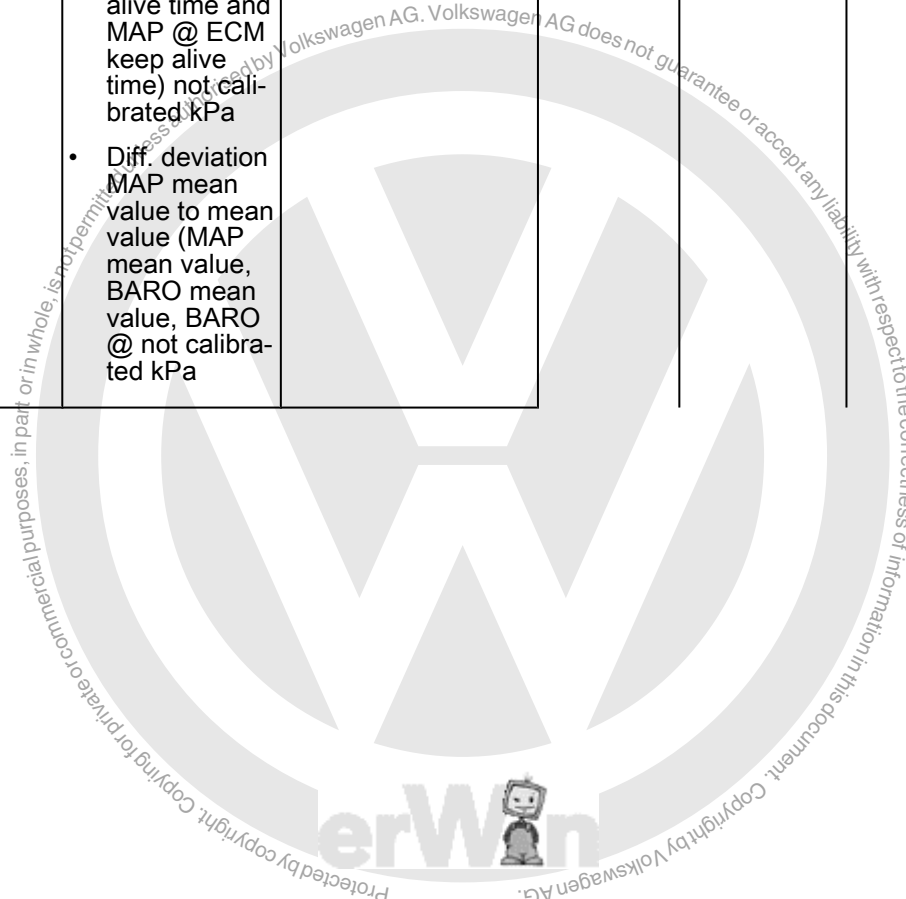 alive time and
MAP @ ECM
keep alive
time) not cali-
brated kPa
• Diff. deviation
MAP mean
value to mean
value (MAP
mean value,
BARO mean
value, BARO
@ not calibra-
ted kPa
Protected by copyright. Copying for private or commercial purposes, in part or in whole, is not permitted unless authorised by Volkswagen AG. Volkswagen AG does not guarantee or accept any liability with respect to the correctness of information in this document. Copyright by Volkswagen AG.
erWin